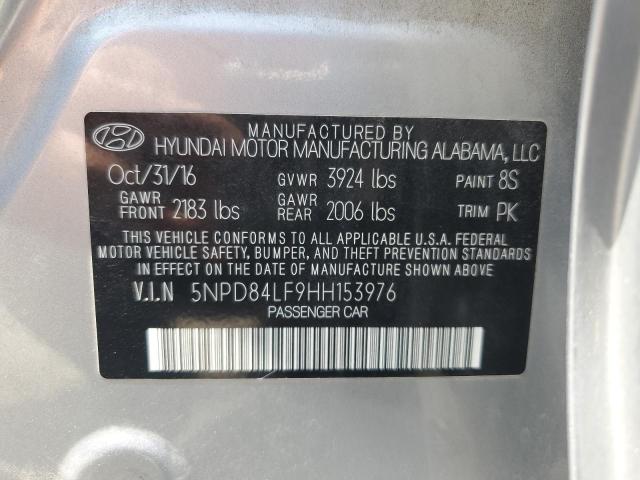 MANUFACTURED BY
HYUNDAI MOTOR MANUFACTURING ALABAMA, LLC
Oct/31/16 GVWR 3924 lbs PAINT 8S
GAWR FRONT 2183 lbs GAWR REAR 2006 lbs TRIM PK
THIS VEHICLE CONFORMS TO ALL APPLICABLE U.S.A. FEDERAL
MOTOR VEHICLE SAFETY, BUMPER, AND THEFT PREVENTION STANDARDS
IN EFFECT ON THE DATE OF MANUFACTURE SHOWN ABOVE.
V.I.N 5NPD84LF9HH153976
PASSENGER CAR